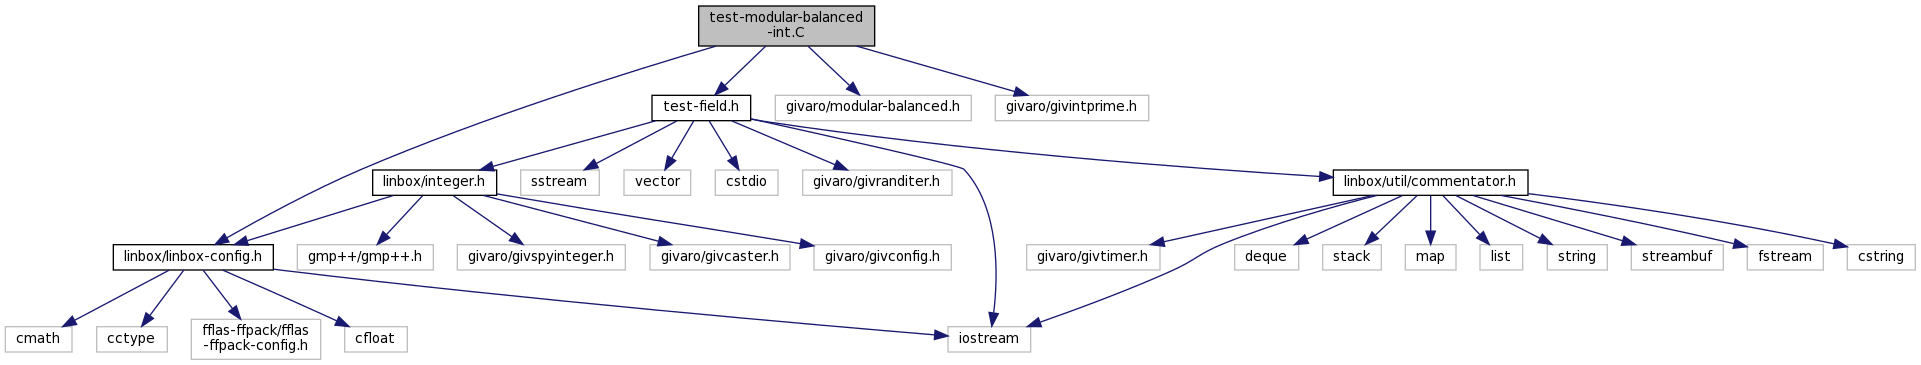 test-modular-balanced
-int.C
test-field.h
givaro/modular-balanced.h
givaro/givintprime.h
linbox/integer.h
sstream
vector
cstdio
givaro/givranditer.h
linbox/util/commentator.h
linbox/linbox-config.h
gmp++/gmp++.h
givaro/givspyinteger.h
givaro/givcaster.h
givaro/givconfig.h
givaro/givtimer.h
deque
stack
map
list
string
streambuf
fstream
cstring
cmath
cctype
fflas-ffpack/fflas
-ffpack-config.h
cfloat
iostream